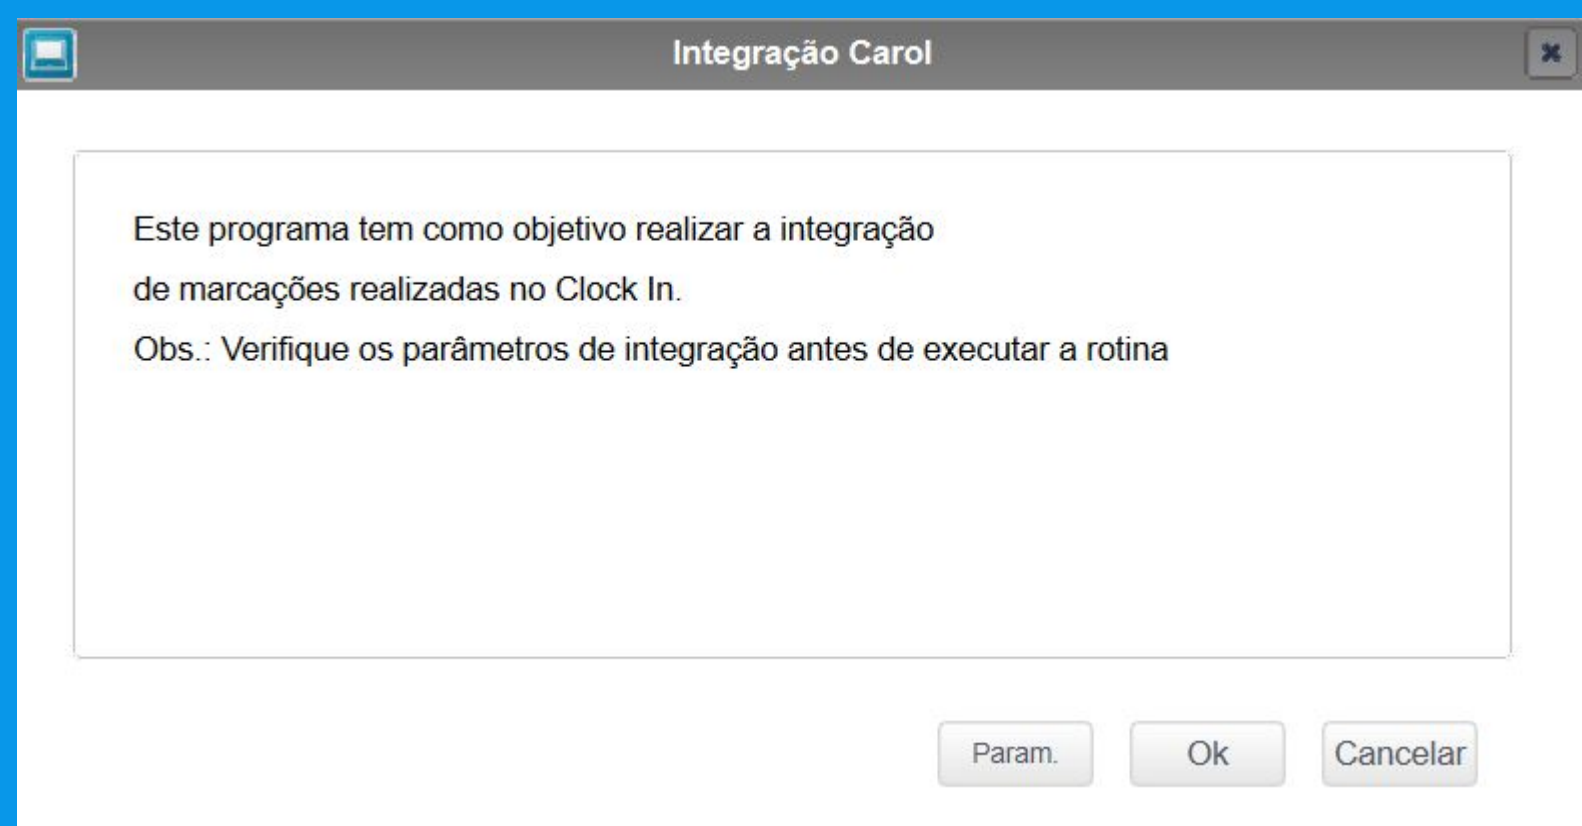 Integração Carol
Este programa tem como objetivo realizar a integração
de marcações realizadas no Clock In.
Obs.: Verifique os parâmetros de integração antes de executar a rotina
Param.
Ok
Cancelar